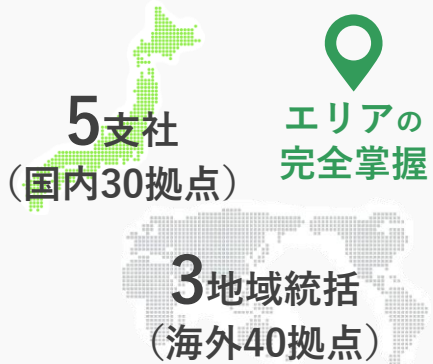 5支社
（国内30拠点）
エリアの
完全掌握
3地域統括
（海外40拠点）